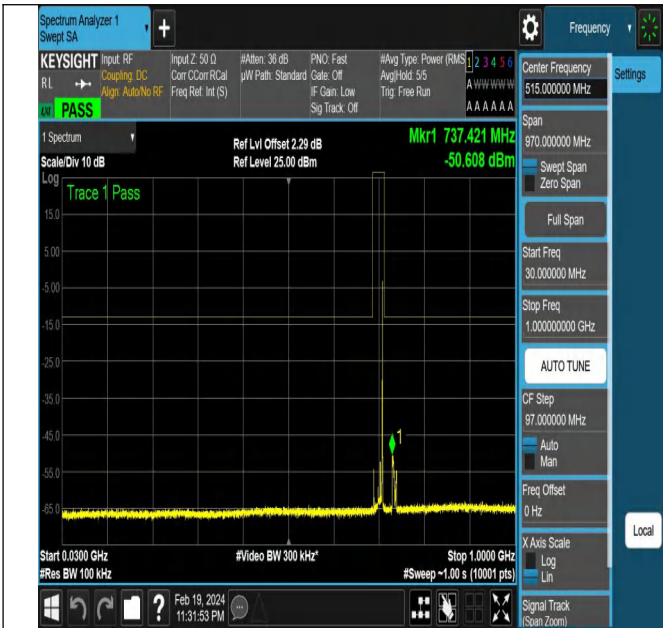 Spectrum Analyzer 1
Swept SA
+
Frequency
KEYSIGHT
RL
Input: RF
Coupling: DC
Align: Auto/No RF
Input Z: 50 Ω
Corr CCorr RCal
Freq Ref: Int (S)
#Atten: 36 dB
µW Path: Standard
PNO: Fast
Gate: Off
IF Gain: Low
Sig Track: Off
#Avg Type: Power (RMS
Avg|Hold: 5/5
Trig: Free Run
1 2 3 4 5 6
A W W W W W
A A A A A A
PASS
1 Spectrum
Scale/Div 10 dB
Ref Lvl Offset 2.29 dB
Ref Level 25.00 dBm
Mkr1 737.421 MHz
-50.608 dBm
Log
Trace 1 Pass
15.0
5.00
-5.00
-15.0
-25.0
-35.0
-45.0
-55.0
-65.0
1
Start 0.0300 GHz
#Res BW 100 kHz
#Video BW 300 kHz*
Stop 1.0000 GHz
#Sweep ~1.00 s (10001 pts)
?
Feb 19, 2024
11:31:53 PM
Center Frequency
515.000000 MHz
Settings
Span
970.000000 MHz
Swept Span
Zero Span
Full Span
Start Freq
30.000000 MHz
Stop Freq
1.000000000 GHz
AUTO TUNE
CF Step
97.000000 MHz
Auto
Man
Freq Offset
0 Hz
Local
X Axis Scale
Log
Lin
Signal Track
(Span Zoom)